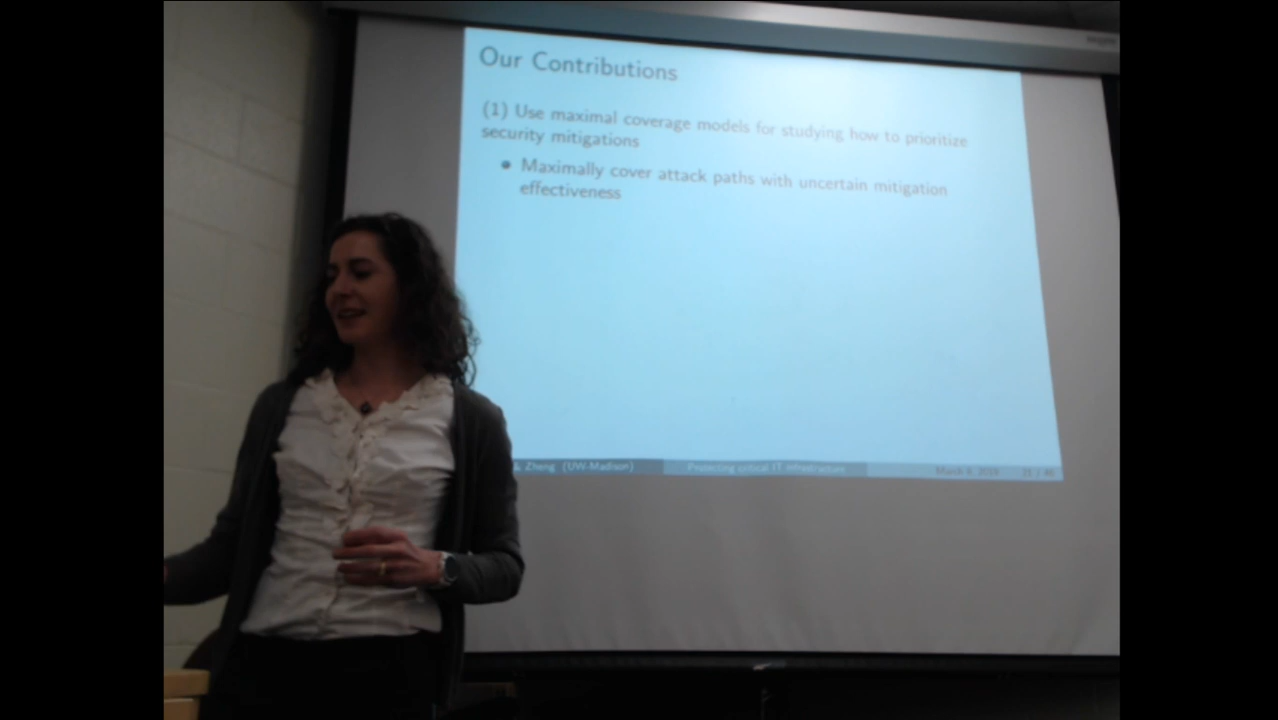 Our Contributions
(1) Use maximal coverage models for studying how to prioritize
security mitigations
● Maximally cover attack paths with uncertain mitigation
effectiveness
& Zheng (UW-Madison) Protecting critical IT infrastructure March